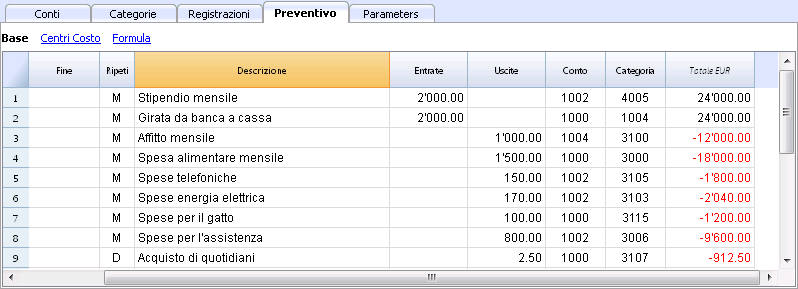 Conti Categorie Registrazioni Preventivo Parameters
Base Centri Costo Formula
Fine Ripeti Descrizione Entrate Uscite Conto Categoria Totale EUR
1 M Stipendio mensile 2'000.00 1002 4005 24'000.00
2 M Girata da banca a cassa 2'000.00 1000 1004 24'000.00
3 M Affitto mensile 1'000.00 1004 3100 -12'000.00
4 M Spesa alimentare mensile 1'500.00 1000 3000 -18'000.00
5 M Spese telefoniche 150.00 1002 3105 -1'800.00
6 M Spese energia elettrica 170.00 1002 3103 -2'040.00
7 M Spese per il gatto 100.00 1000 3115 -1'200.00
8 M Spese per l'assistenza 800.00 1002 3006 -9'600.00
9 D Acquisto di quotidiani 2.50 1000 3107 -912.50